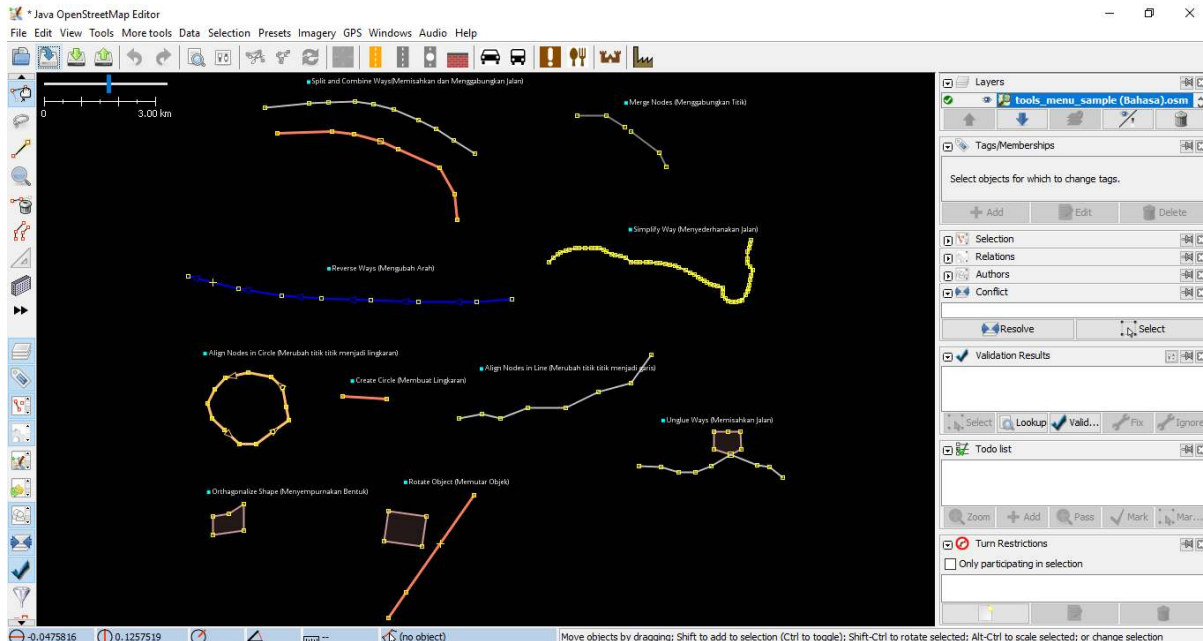 * Java OpenStreetMap Editor
File Edit View Tools More tools Data Selection Presets Imagery GPS Windows Audio Help
0 3.00 km
Split and Combine Ways(Memisahkan dan Menggabungkan Jalan)
Merge Nodes (Menggabungkan Titik)
Simplify Way (Menyederhanakan Jalan)
Reverse Ways (Mengubah Arah)
Align Nodes in Circle (Merubah titik titik menjadi lingkaran)
Create Circle (Membuat Lingkaran)
Align Nodes in Line (Merubah titik titik menjadi garis)
Unglue Ways (Memisahkan Jalan)
Orthagonalize Shape (Menyempurnakan Bentuk)
Rotate Object (Memutar Objek)
Layers
tools_menu_sample (Bahasa).osm
Tags/Memberships
Select objects for which to change tags.
Add Edit Delete
Selection
Relations
Authors
Conflict
Resolve Select
Validation Results
Select Lookup Valid... Fix Ignore
Todo list
Zoom Add Pass Mark Mar...
Turn Restrictions
Only participating in selection
-0.0475816 0.1257519 -- (no object) Move objects by dragging; Shift to add to selection (Ctrl to toggle); Shift-Ctrl to rotate selected; Alt-Ctrl to scale selected; or change selection